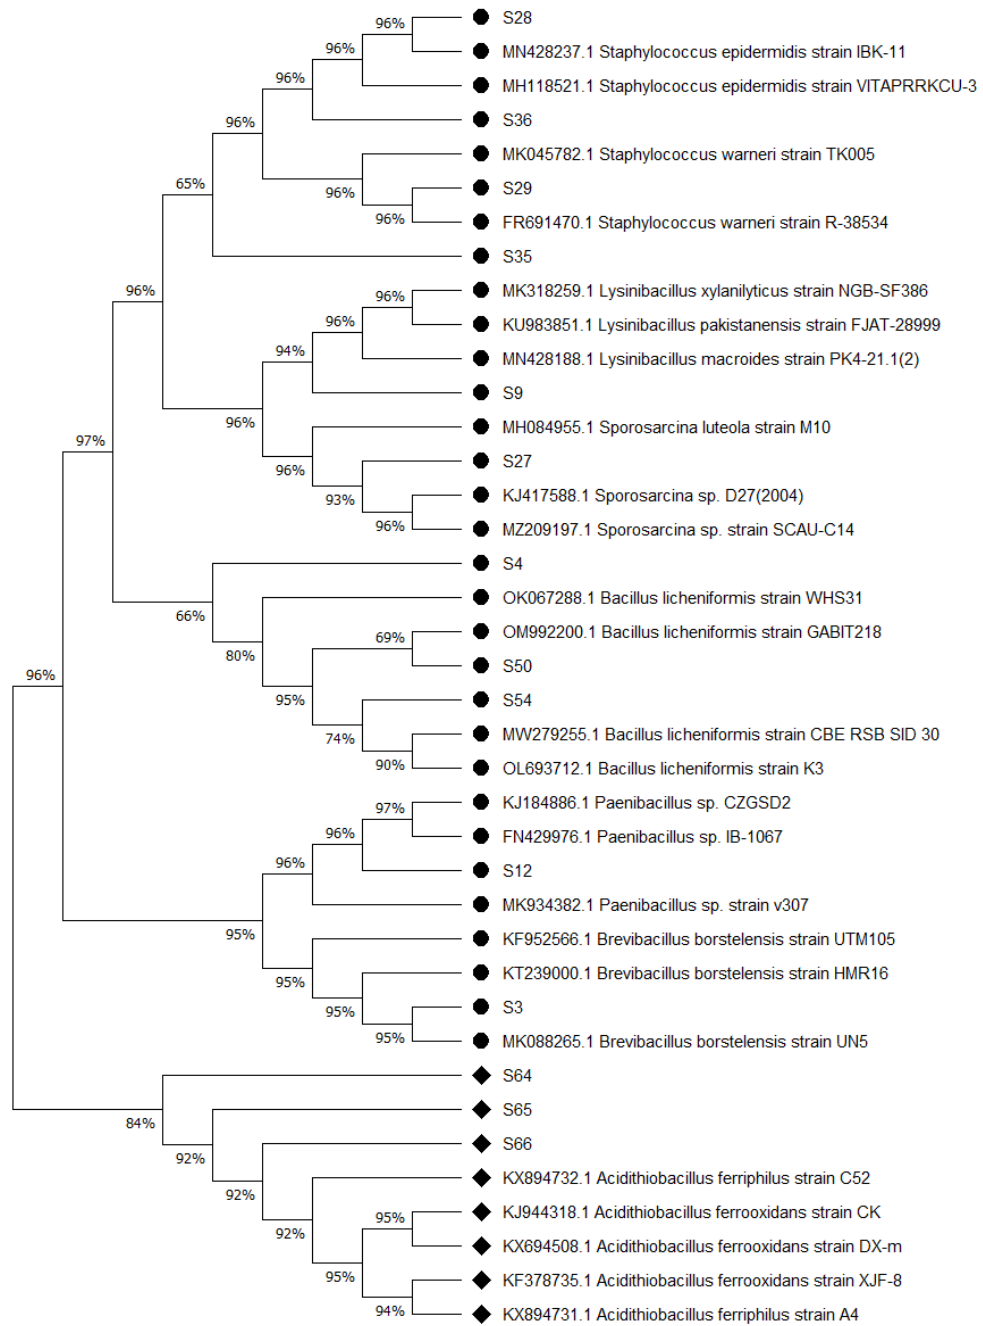 96%
S28
96%
MN428237.1 Staphylococcus epidermidis strain IBK-11
96%
MH118521.1 Staphylococcus epidermidis strain VITAPRRKCU-3
96%
S36
MK045782.1 Staphylococcus warneri strain TK005
65%
96%
S29
96%
FR691470.1 Staphylococcus warneri strain R-38534
S35
96%
96%
MK318259.1 Lysinibacillus xylanilyticus strain NGB-SF386
96%
KU983851.1 Lysinibacillus pakistanensis strain FJAT-28999
94%
MN428188.1 Lysinibacillus macroides strain PK4-21.1(2)
S9
96%
MH084955.1 Sporosarcina luteola strain M10
97%
96%
S27
93%
KJ417588.1 Sporosarcina sp. D27(2004)
96%
MZ209197.1 Sporosarcina sp. strain SCAU-C14
S4
66%
OK067288.1 Bacillus licheniformis strain WHS31
80%
69%
OM992200.1 Bacillus licheniformis strain GABIT218
S50
96%
95%
S54
74%
MW279255.1 Bacillus licheniformis strain CBE RSB SID 30
90%
OL693712.1 Bacillus licheniformis strain K3
97%
KJ184886.1 Paenibacillus sp. CZGSD2
96%
FN429976.1 Paenibacillus sp. IB-1067
96%
S12
MK934382.1 Paenibacillus sp. strain v307
95%
KF952566.1 Brevibacillus borstelensis strain UTM105
95%
KT239000.1 Brevibacillus borstelensis strain HMR16
95%
S3
95%
MK088265.1 Brevibacillus borstelensis strain UN5
S64
84%
S65
92%
S66
92%
KX894732.1 Acidithiobacillus ferriphilus strain C52
92%
95%
KJ944318.1 Acidithiobacillus ferrooxidans strain CK
KX694508.1 Acidithiobacillus ferrooxidans strain DX-m
95%
KF378735.1 Acidithiobacillus ferrooxidans strain XJF-8
94%
KX894731.1 Acidithiobacillus ferriphilus strain A4